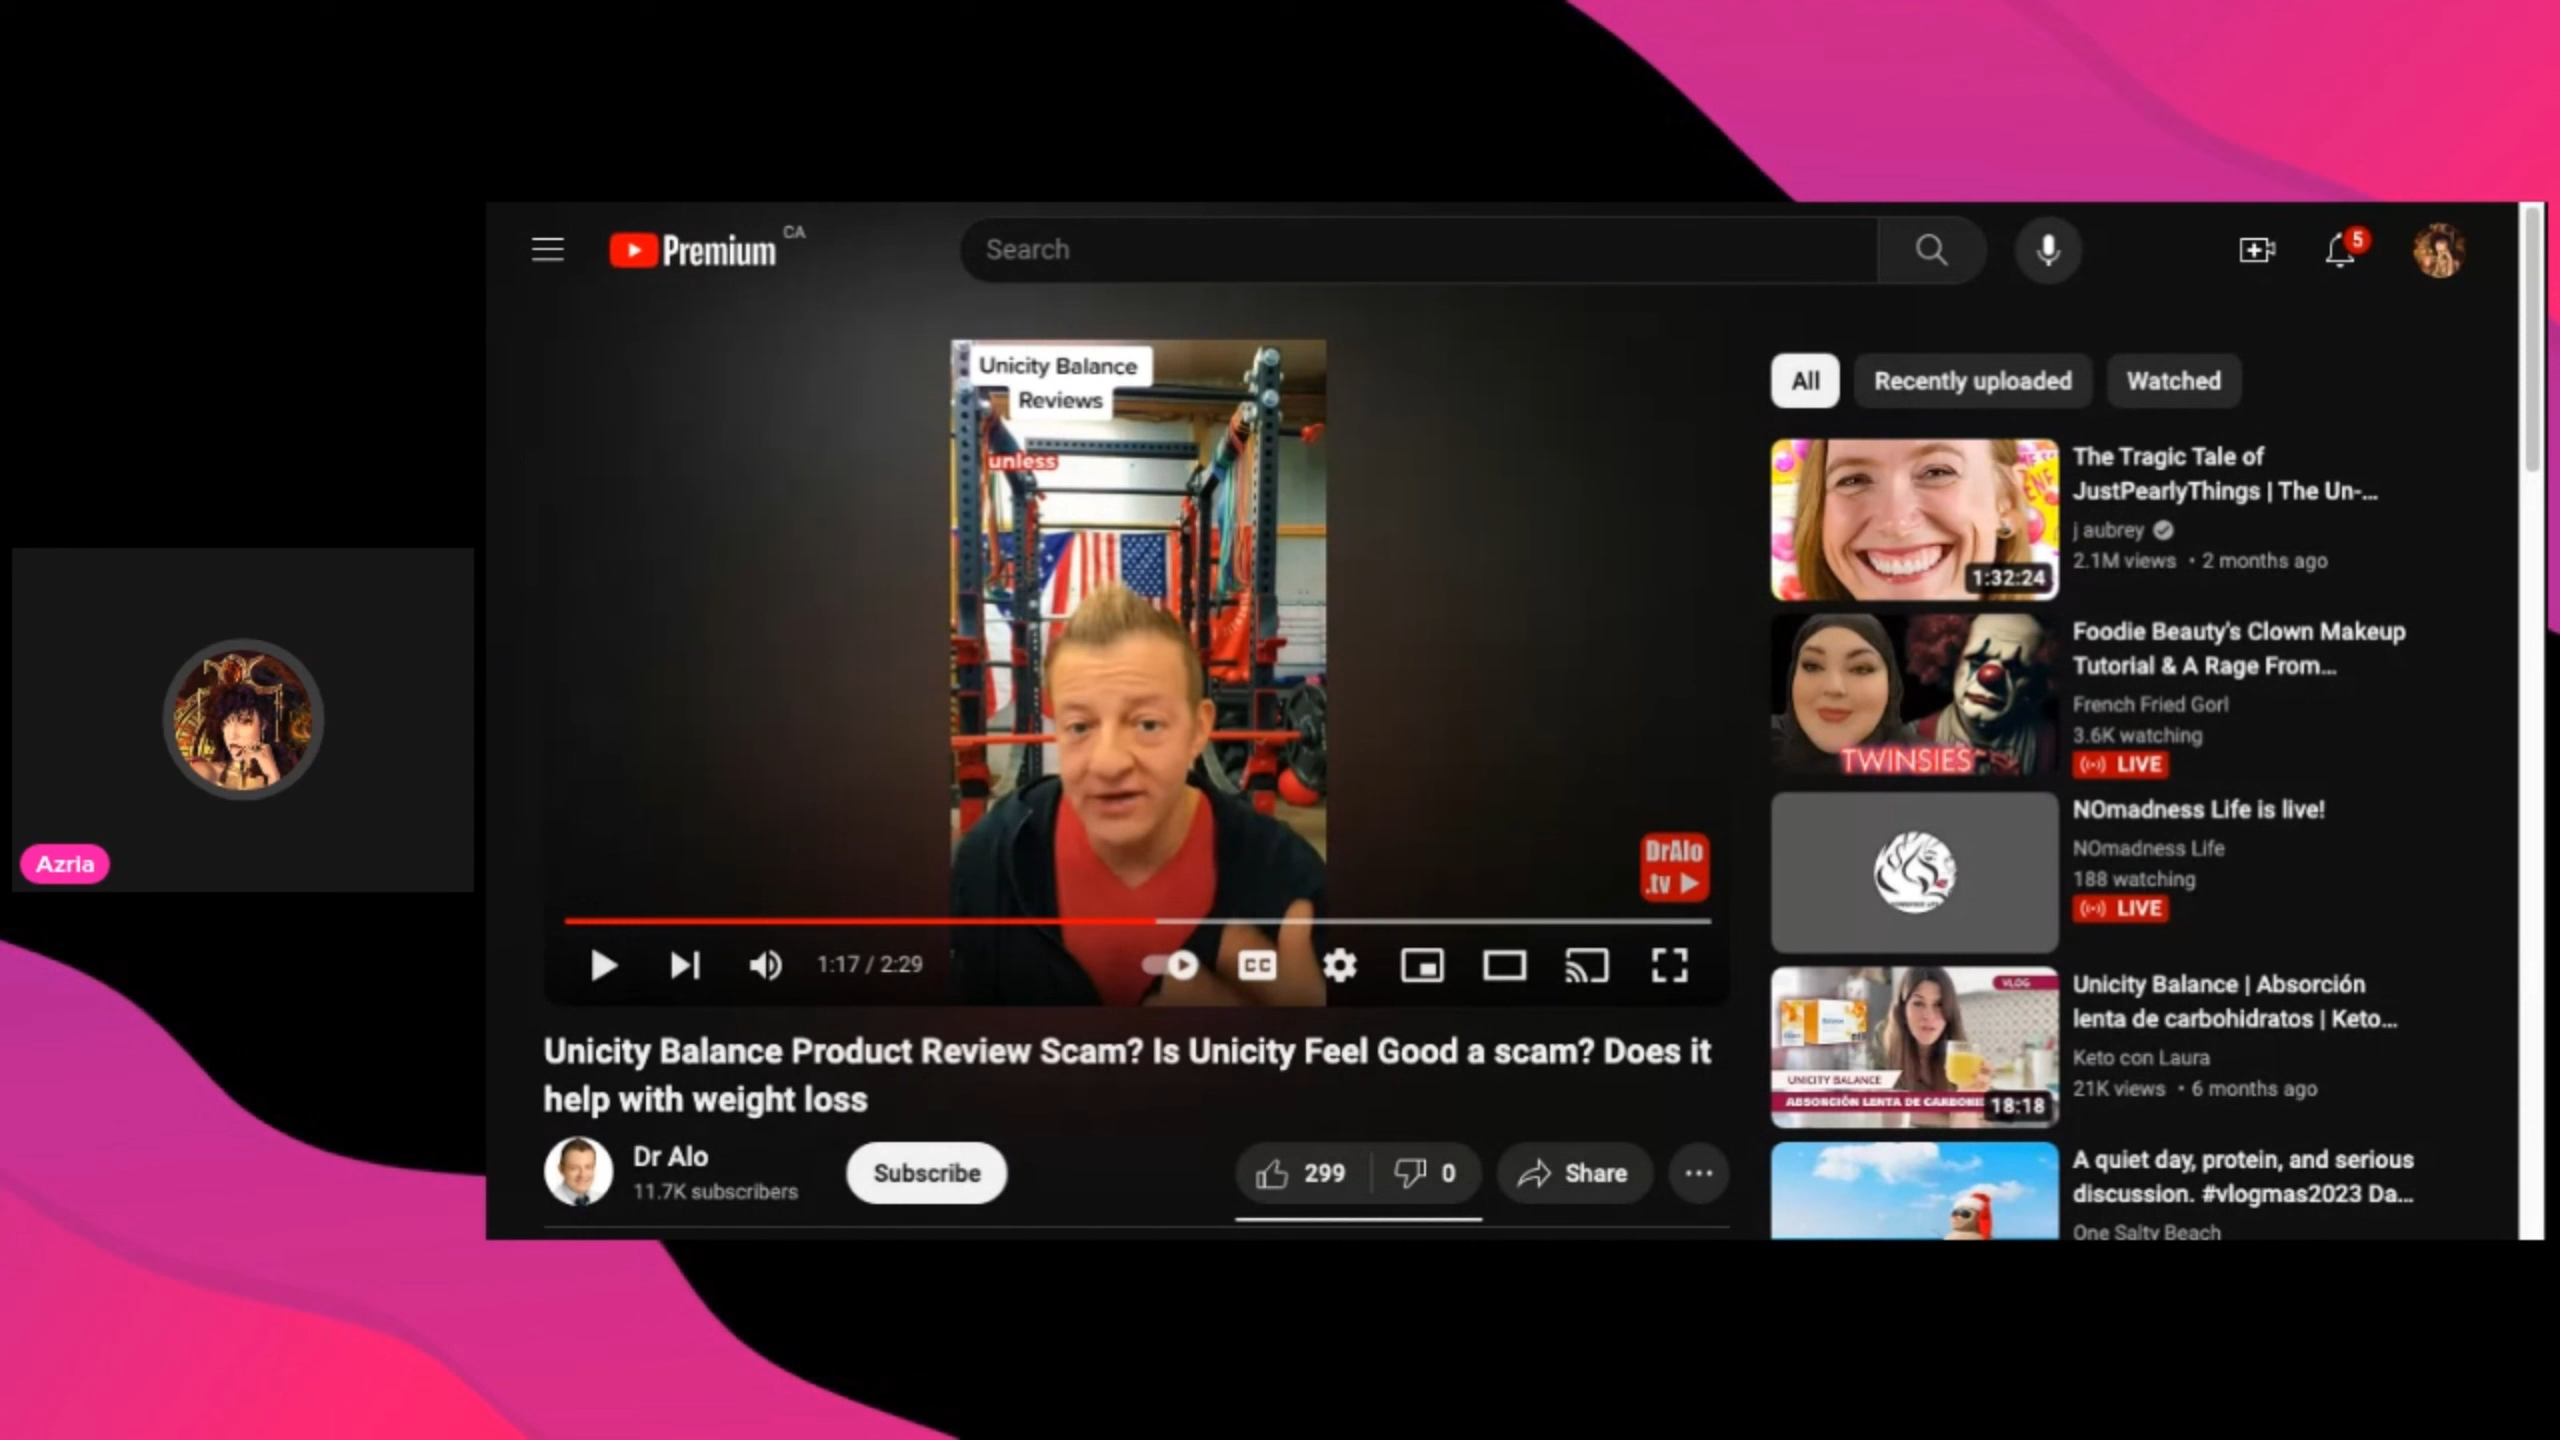 Premium CA
Search
5
Unicity Balance
Reviews
unless
DrAlo
.tv
1:17 / 2:29
CC
Unicity Balance Product Review Scam? Is Unicity Feel Good a scam? Does it
help with weight loss
Dr Alo
11.7K subscribers
Subscribe
299
0
Share
Azria
All
Recently uploaded
Watched
1:32:24
The Tragic Tale of
JustPearlyThings | The Un-...
j aubrey
2.1M views • 2 months ago
TWINSIES
Foodie Beauty's Clown Makeup
Tutorial & A Rage From...
French Fried Gorl
3.6K watching
LIVE
NOmadness Life is live!
NOmadness Life
188 watching
LIVE
VLOG
UNICITY BALANCE
ABSORCIÓN LENTA DE
18:18
Unicity Balance | Absorción
lenta de carbohidratos | Keto...
Keto con Laura
21K views • 6 months ago
A quiet day, protein, and serious
discussion. #vlogmas2023 Da...
One Salty Beach